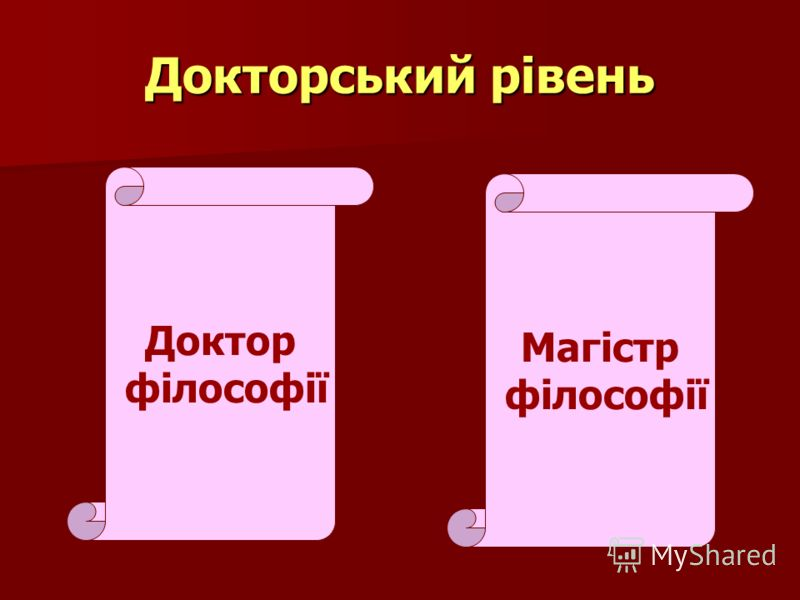 Докторський рівень
Доктор
філософії
Магістр
філософії
MyShared